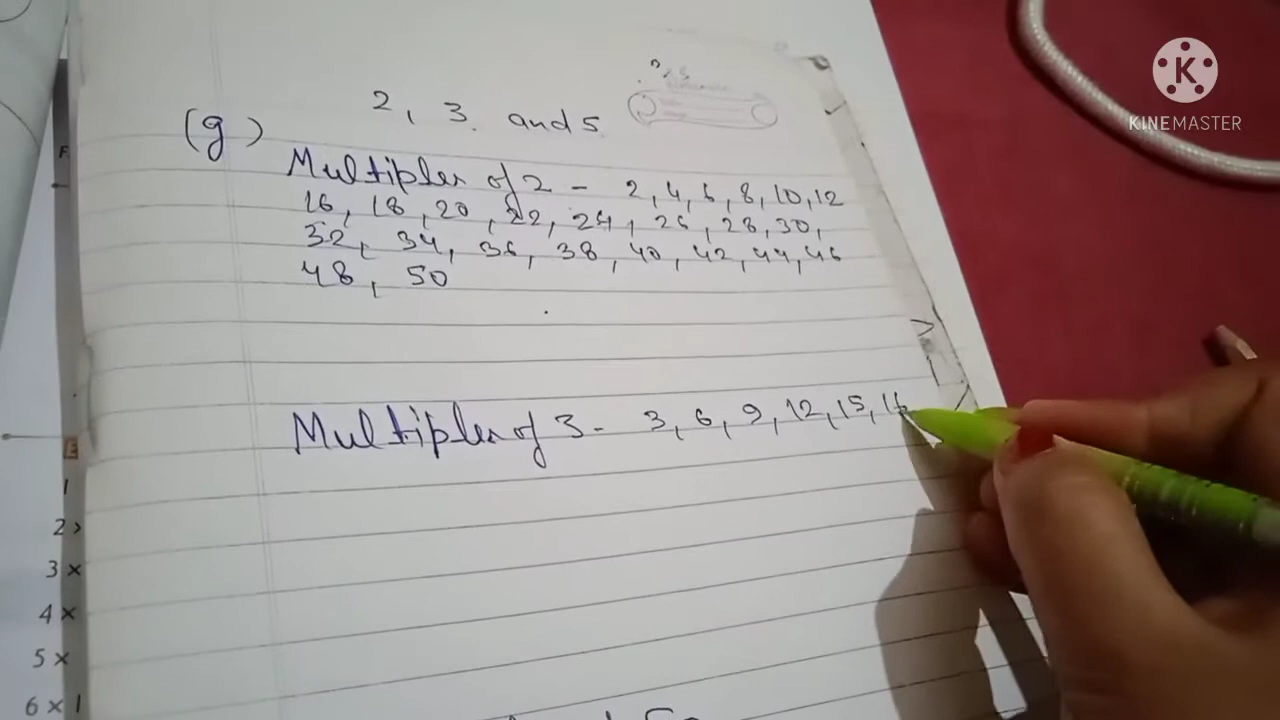 KINEMASTER
(g) 2, 3 and 5
Multiples of 2 - 2, 4, 6, 8, 10, 12
16, 18, 20, 22, 24, 26, 28, 30,
32, 34, 36, 38, 40, 42, 44, 46
48, 50
Multiples of 3 - 3, 6, 9, 12, 15, 16
1
2 ×
3 ×
4 ×
5 ×
6 × 1